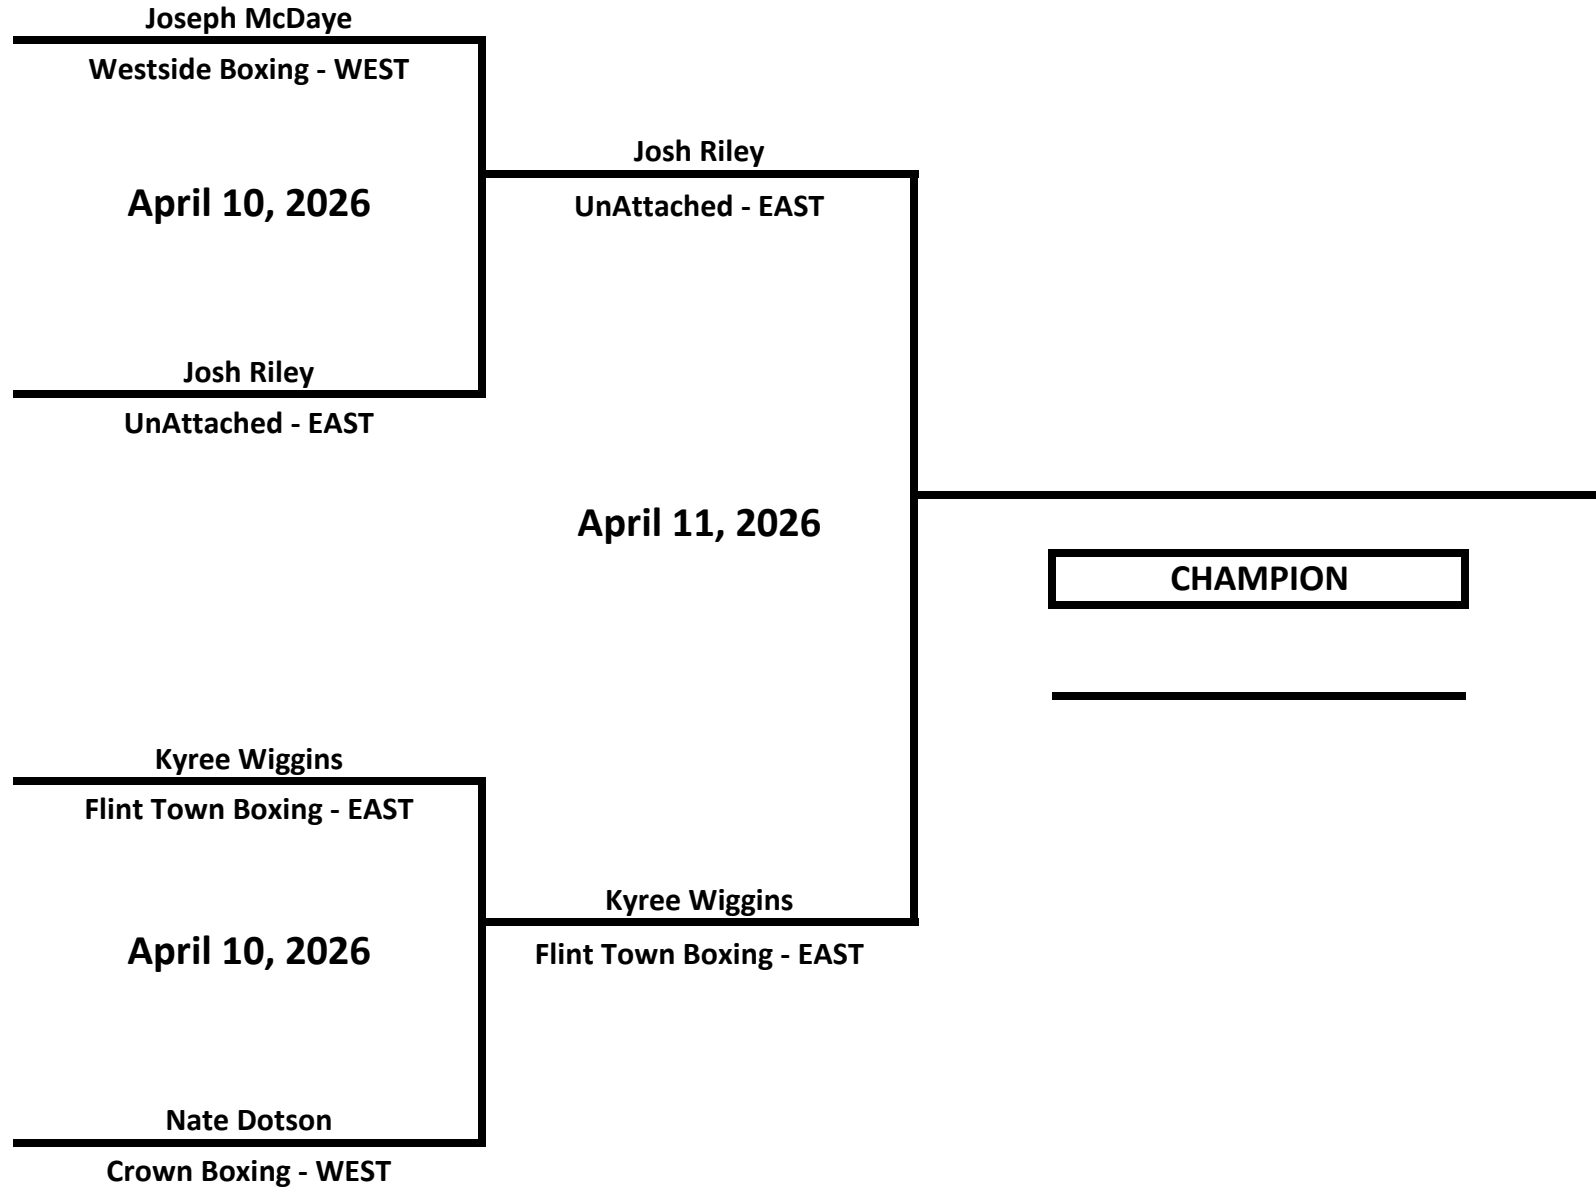 Joseph McDaye
Westside Boxing - WEST
April 10, 2026
Josh Riley
UnAttached - EAST
Josh Riley
UnAttached - EAST
April 11, 2026
CHAMPION
Kyree Wiggins
Flint Town Boxing - EAST
April 10, 2026
Nate Dotson
Crown Boxing - WEST
Kyree Wiggins
Flint Town Boxing - EAST